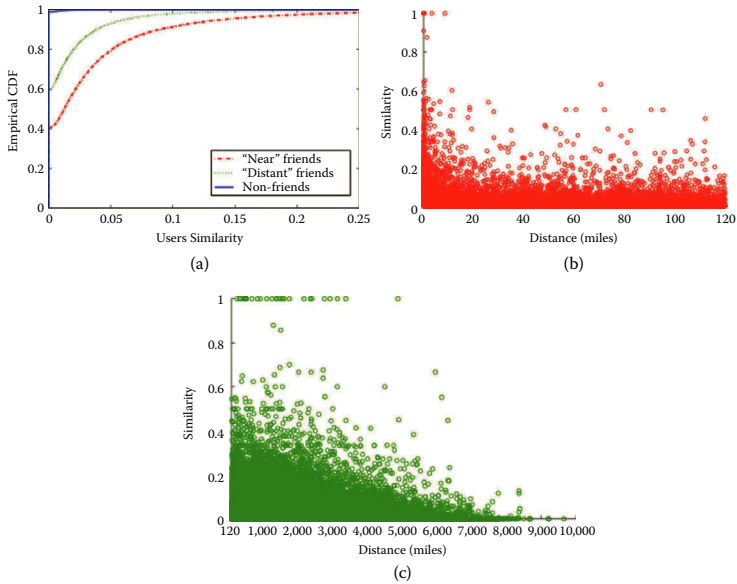 1
0.8
0.6
0.4
0.2
0
Empirical CDF
"Near" friends
"Distant" friends
Non-friends
0 0.05 0.1 0.15 0.2 0.25
Users Similarity
(a)
1
0.8
0.6
0.4
0.2
0
Similarity
0 20 40 60 80 100 120
Distance (miles)
(b)
1
0.8
0.6
0.4
0.2
0
Similarity
120 1,000 2,000 3,000 4,000 5,000 6,000 7,000 8,000 9,000 10,000
Distance (miles)
(c)